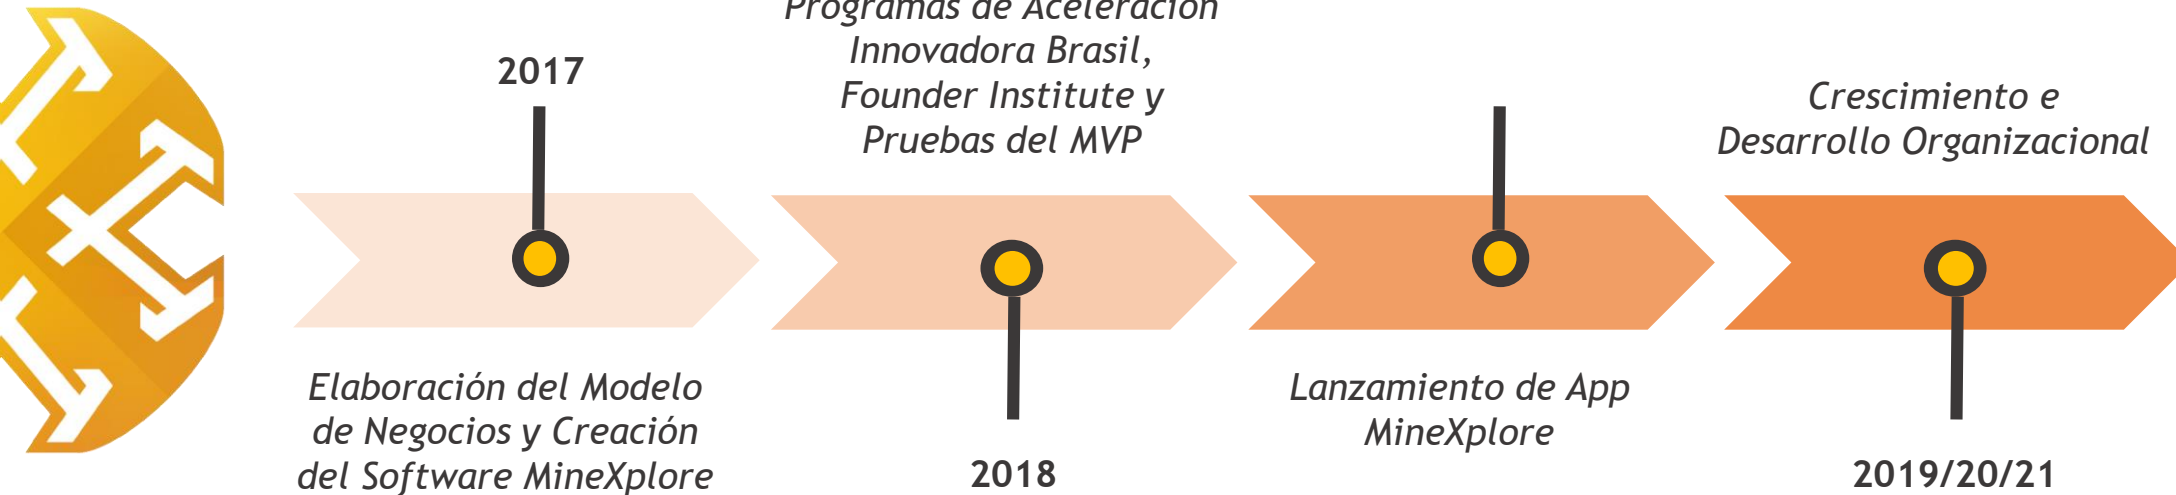 2017
Elaboración del Modelo
de Negocios y Creación
del Software MineXplore
Programas de Aceleración
Innovadora Brasil,
Founder Institute y
Pruebas del MVP
2018
Lanzamiento de App
MineXplore
Crescimiento e
Desarrollo Organizacional
2019/20/21